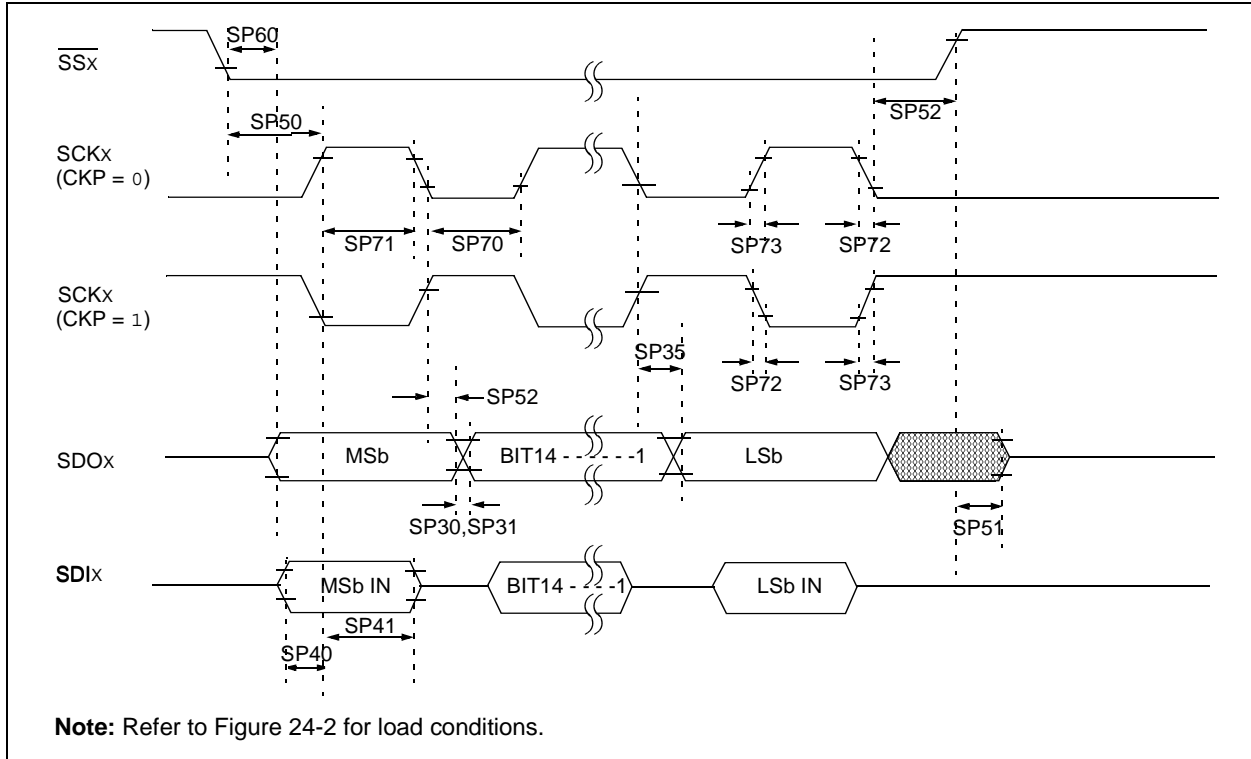 SP60
SSX
SP52
SP50
SCKX
(CKP = 0)
SP71
SP70
SP73
SP72
SCKX
(CKP = 1)
SP35
SP72
SP73
SP52
SDOX
MSb
BIT14 - - - - - -1
LSb
SP30,SP31
SP51
SDIX
MSb IN
BIT14 - - - -1
LSb IN
SP41
SP40
Note: Refer to Figure 24-2 for load conditions.